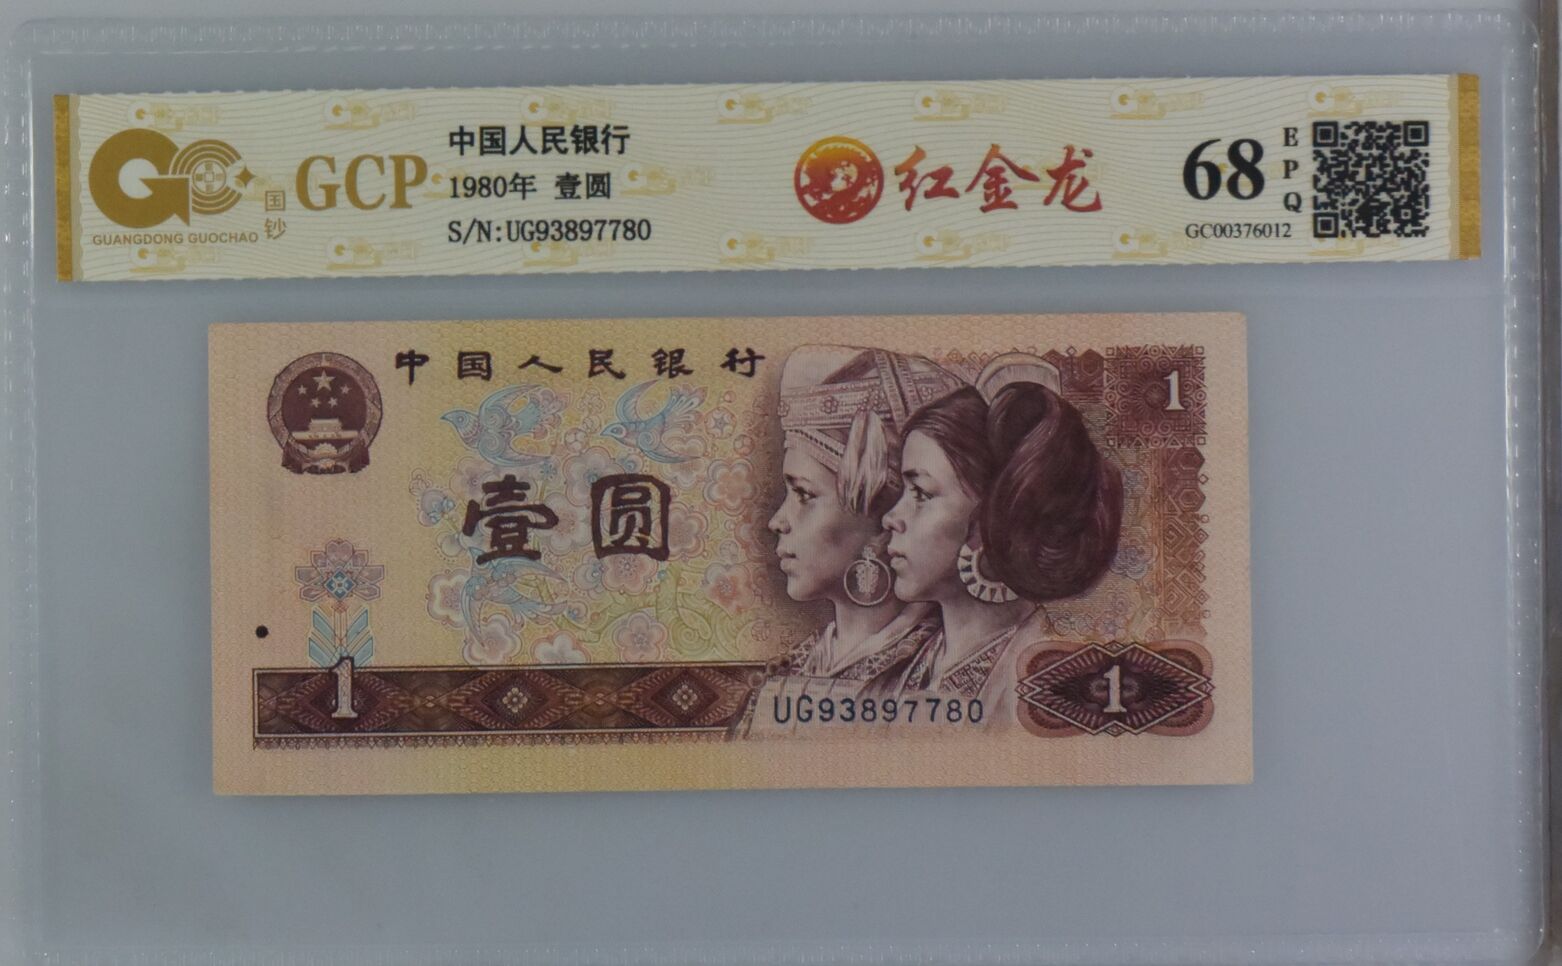 GUANGDONG GUOCHAO
国钞
GCP
中国人民银行
1980年 壹圆
S/N:UG93897780
红金龙
68
EPQ
GC00376012
中国人民银行
1
壹圆
1
UG93897780
1